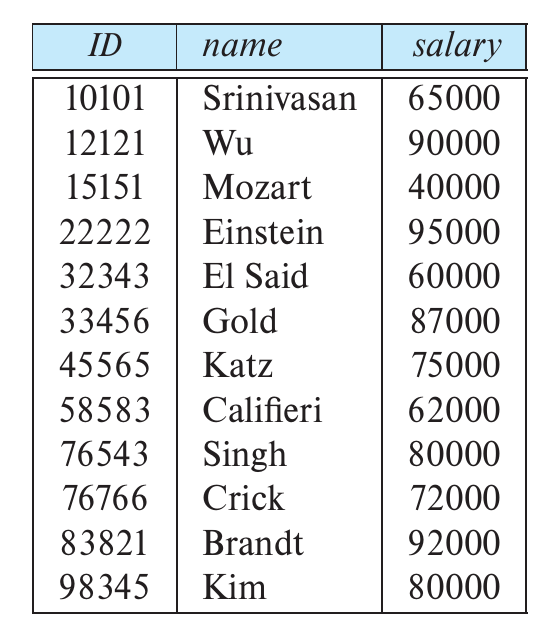 ID name salary
10101 Srinivasan 65000
12121 Wu 90000
15151 Mozart 40000
22222 Einstein 95000
32343 El Said 60000
33456 Gold 87000
45565 Katz 75000
58583 Califieri 62000
76543 Singh 80000
76766 Crick 72000
83821 Brandt 92000
98345 Kim 80000